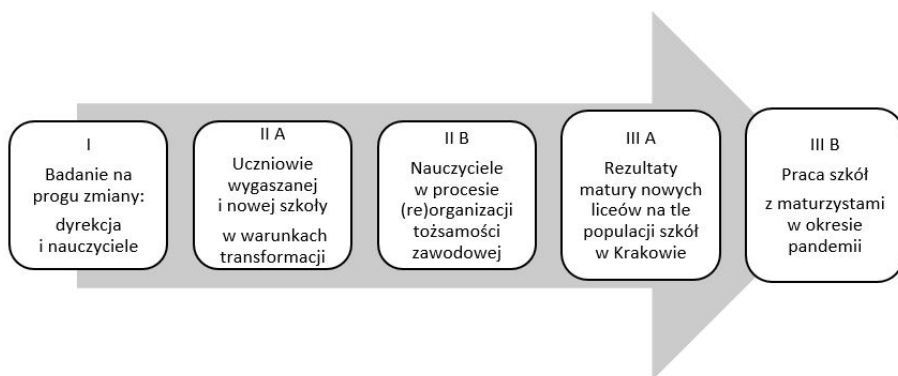 I
Badanie na
progu zmiany:
dyrekcja
i nauczyciele
II A
Uczniowie
wygaszanej
i nowej szkoły
w warunkach
transformacji
II B
Nauczyciele
w procesie
(re)organizacji
tożsamości
zawodowej
III A
Rezultaty
matury nowych
liceów na tle
populacji szkół
w Krakowie
III B
Praca szkół
z maturzystami
w okresie
pandemii